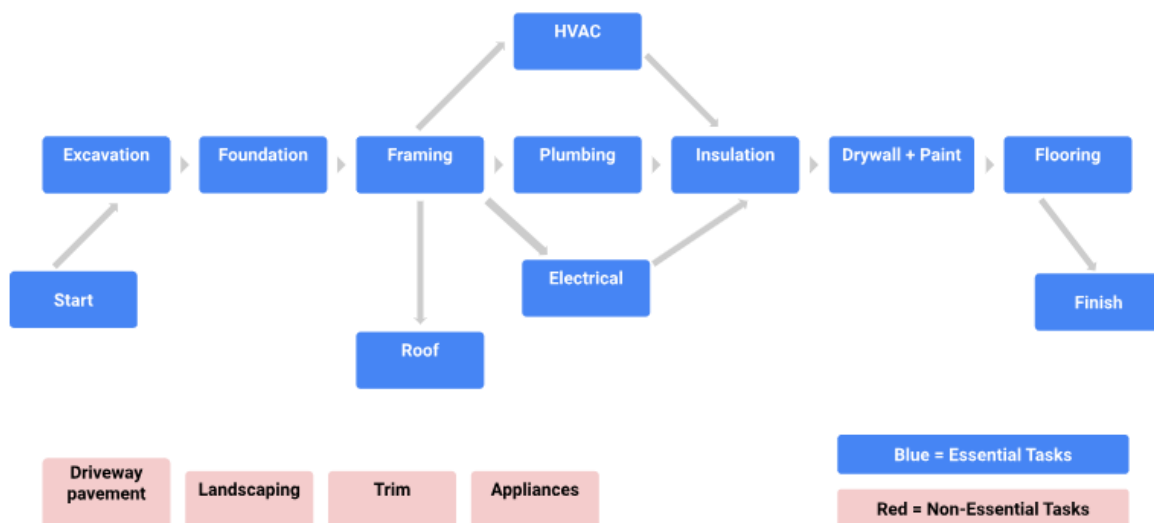 HVAC
Excavation
Foundation
Framing
Plumbing
Insulation
Drywall + Paint
Flooring
Start
Electrical
Finish
Roof
Driveway
pavement
Landscaping
Trim
Appliances
Blue = Essential Tasks
Red = Non-Essential Tasks